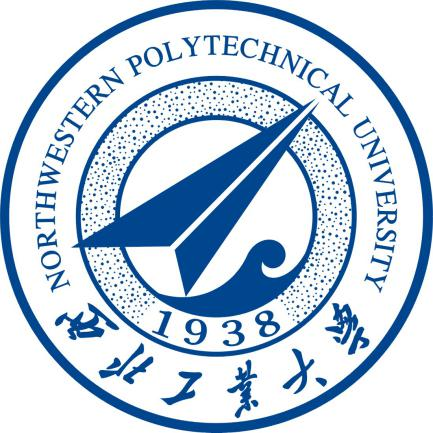 NORTHWESTERN POLYTECHNICAL UNIVERSITY
1938
西北工业大学